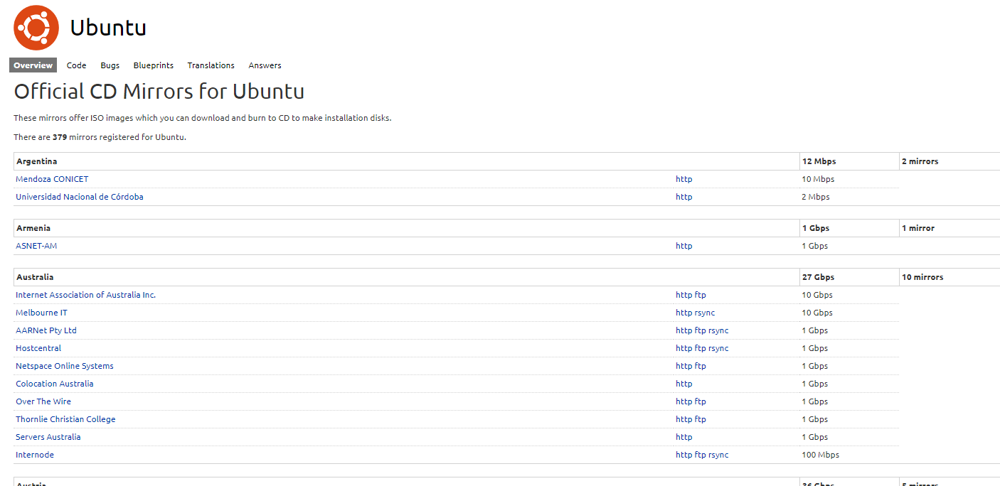 Ubuntu
Overview Code Bugs Blueprints Translations Answers
Official CD Mirrors for Ubuntu
These mirrors offer ISO images which you can download and burn to CD to make installation disks.
There are 379 mirrors registered for Ubuntu.
Argentina 12 Mbps 2 mirrors
Mendoza CONICET http 10 Mbps
Universidad Nacional de Córdoba http 2 Mbps
Armenia 1 Gbps 1 mirror
ASNET-AM http 1 Gbps
Australia 27 Gbps 10 mirrors
Internet Association of Australia Inc. http ftp 10 Gbps
Melbourne IT http rsync 10 Gbps
AARNet Pty Ltd http ftp rsync 1 Gbps
Hostcentral http ftp rsync 1 Gbps
Netspace Online Systems http ftp 1 Gbps
Colocation Australia http 1 Gbps
Over The Wire http ftp 1 Gbps
Thornlie Christian College http ftp 1 Gbps
Servers Australia http 1 Gbps
Internode http ftp rsync 100 Mbps
Austria 36 Gbps 5 mirrors